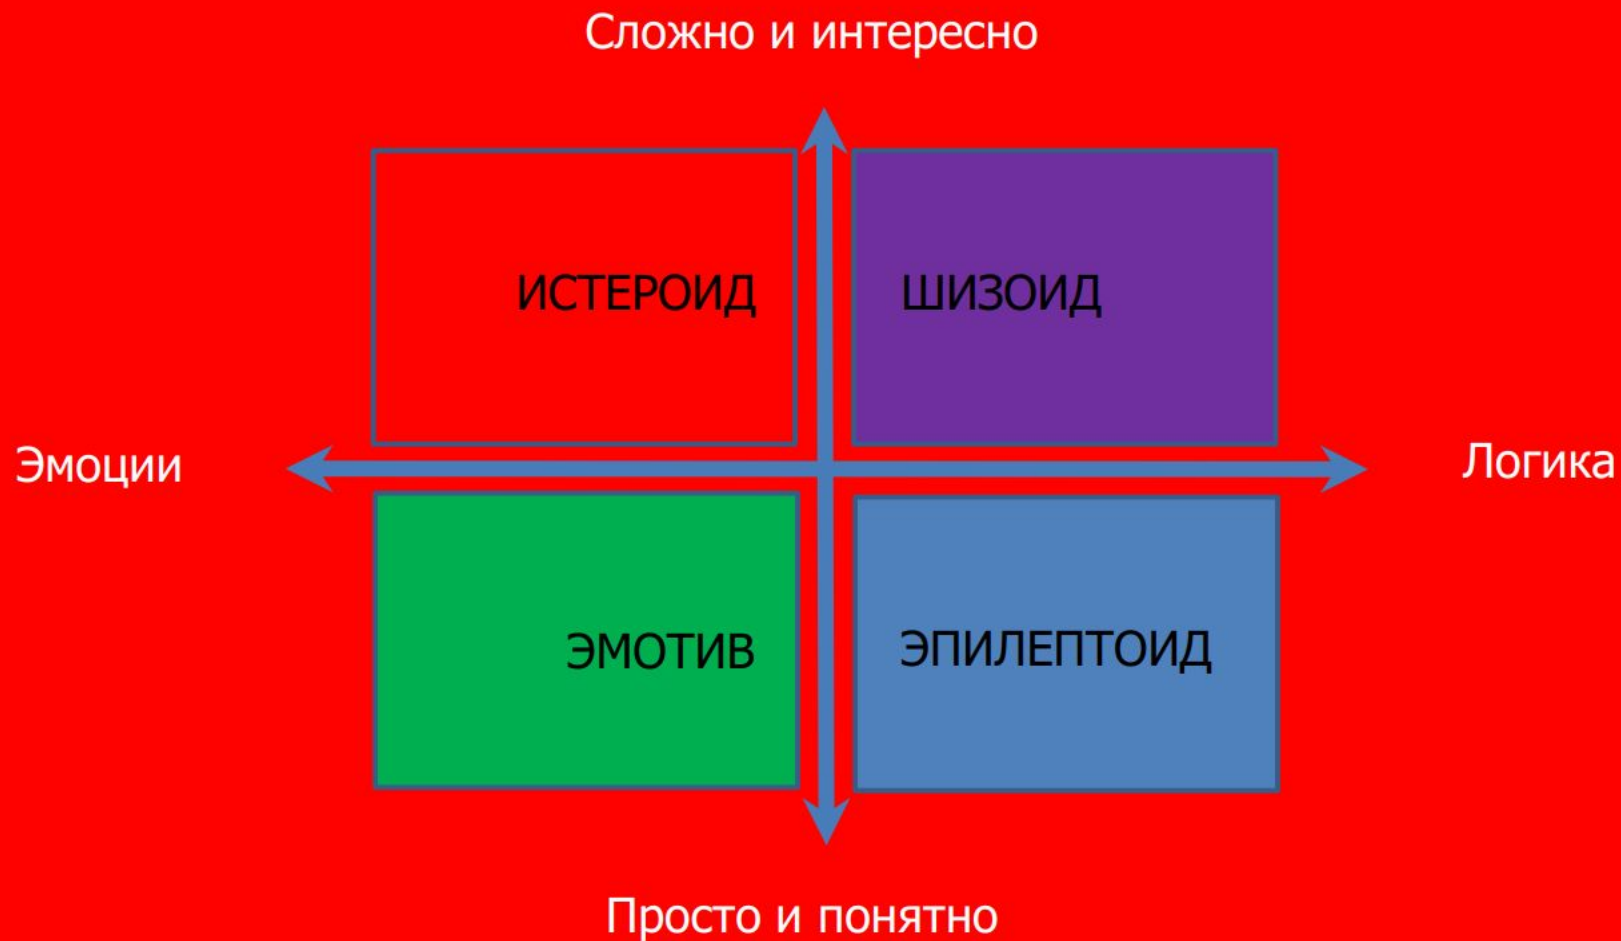 Сложно и интересно
ИСТЕРОИД
ШИЗОИД
Эмоции
Логика
ЭМОТИВ
ЭПИЛЕПТОИД
Просто и понятно